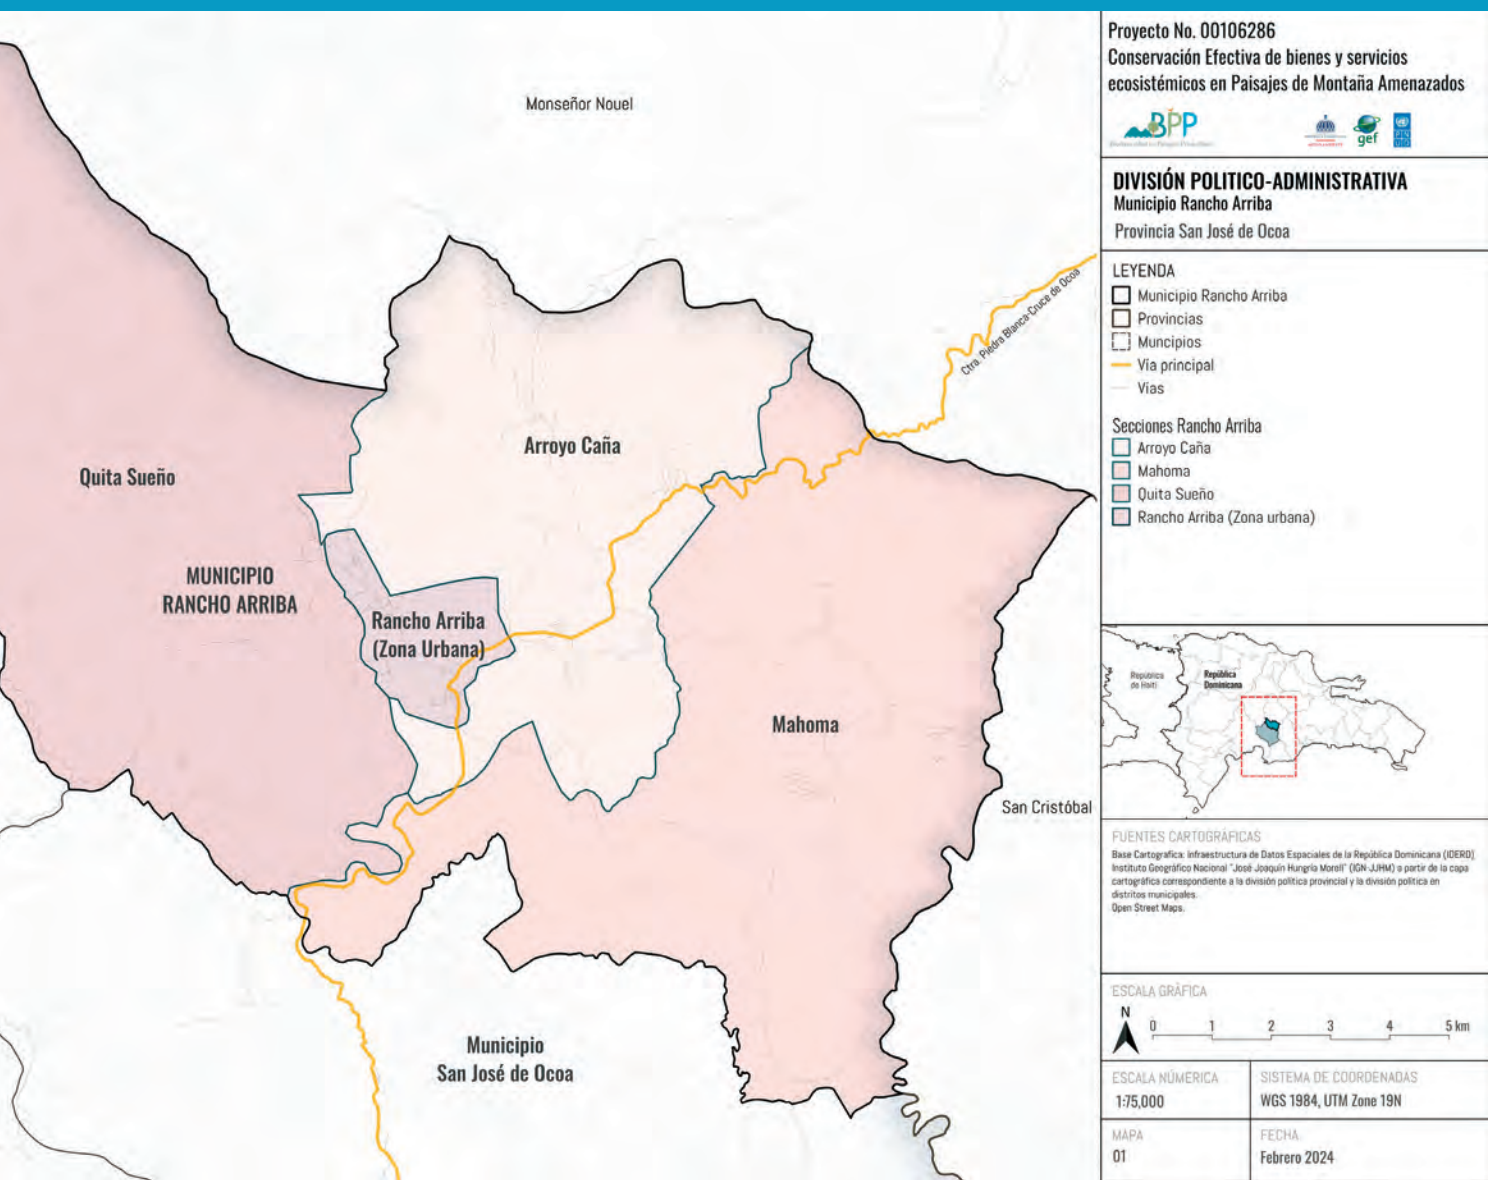 Monseñor Nouel
Ctra. Piedra Blanca-Cruce de Ocoa
Arroyo Caña
Quita Sueño
MUNICIPIO
RANCHO ARRIBA
Rancho Arriba
(Zona Urbana)
Mahoma
San Cristóbal
Municipio
San José de Ocoa
Proyecto No. 00106286
Conservación Efectiva de bienes y servicios
ecosistémicos en Paisajes de Montaña Amenazados
BPP
gef
DIVISIÓN POLITICO-ADMINISTRATIVA
Municipio Rancho Arriba
Provincia San José de Ocoa
LEYENDA
Municipio Rancho Arriba
Provincias
Muncipios
Vía principal
Vias
Secciones Rancho Arriba
Arroyo Caña
Mahoma
Quita Sueño
Rancho Arriba (Zona urbana)
República
de Haití
República
Dominicana
FUENTES CARTOGRÁFICAS
Base Cartografica: Infraestructura de Datos Espaciales de la República Dominicana (IDERD)
Instituto Geográfico Nacional "José Joaquín Hungría Morell" (IGN-JJHM) a partir de la capa
cartográfica correspondiente a la división política provincial y la división política en
distritos municipales.
Open Street Maps.
ESCALA GRÁFICA
N
0 1 2 3 4 5 km
ESCALA NÚMERICA
1:75,000
SISTEMA DE COORDENADAS
WGS 1984, UTM Zone 19N
MAPA
01
FECHA
Febrero 2024